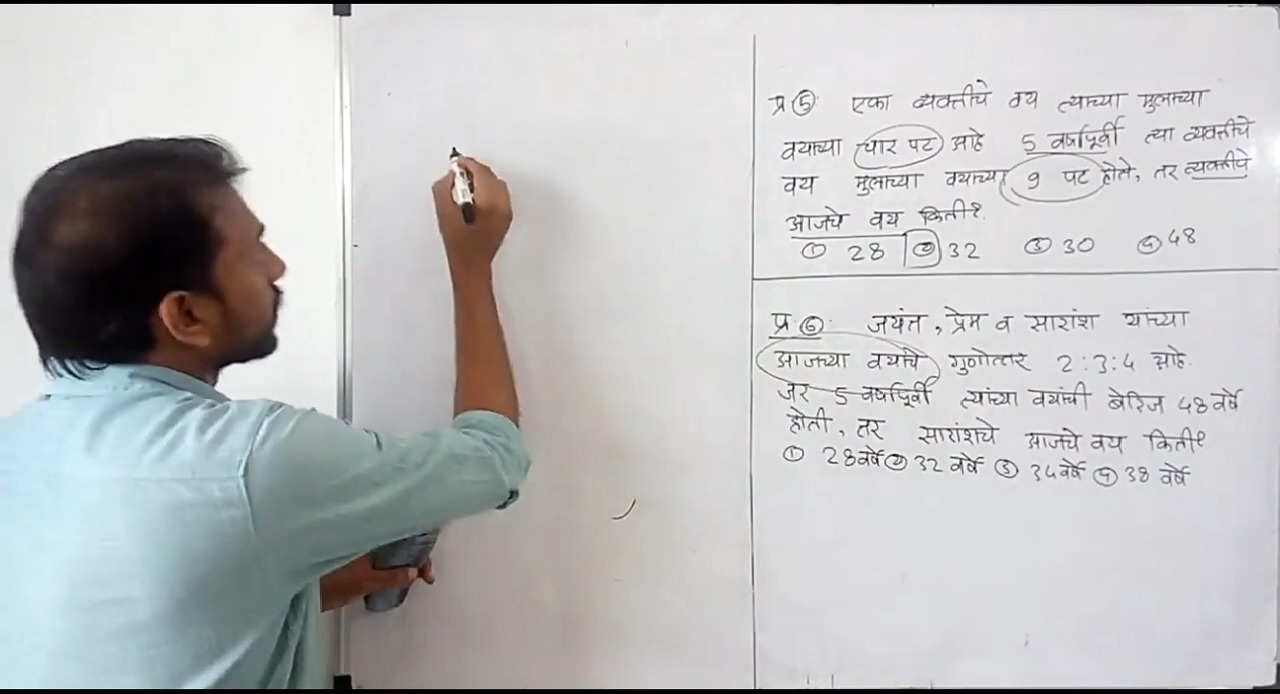 प्र ⑤ एका व्यक्तीचे वय त्याच्या मुलाच्या
वयाच्या चार पट आहे 5 वर्षापूर्वी त्या व्यक्तीचे
वय मुलाच्या वयाच्या 9 पट होते, तर व्यक्तीचे
आजचे वय किती?
① 28 ② 32 ③ 30 ④ 48
प्र. ⑥ जयंत, प्रेम व सारांश यांच्या
आजच्या वयाचे गुणोत्तर 2:3:4 आहे.
जर 5 वर्षापूर्वी त्यांच्या वयांची बेरिज 48 वर्षे
होती, तर सारांशचे आजचे वय किती?
① 28 वर्षे ② 32 वर्षे ③ 34 वर्षे ④ 38 वर्षे